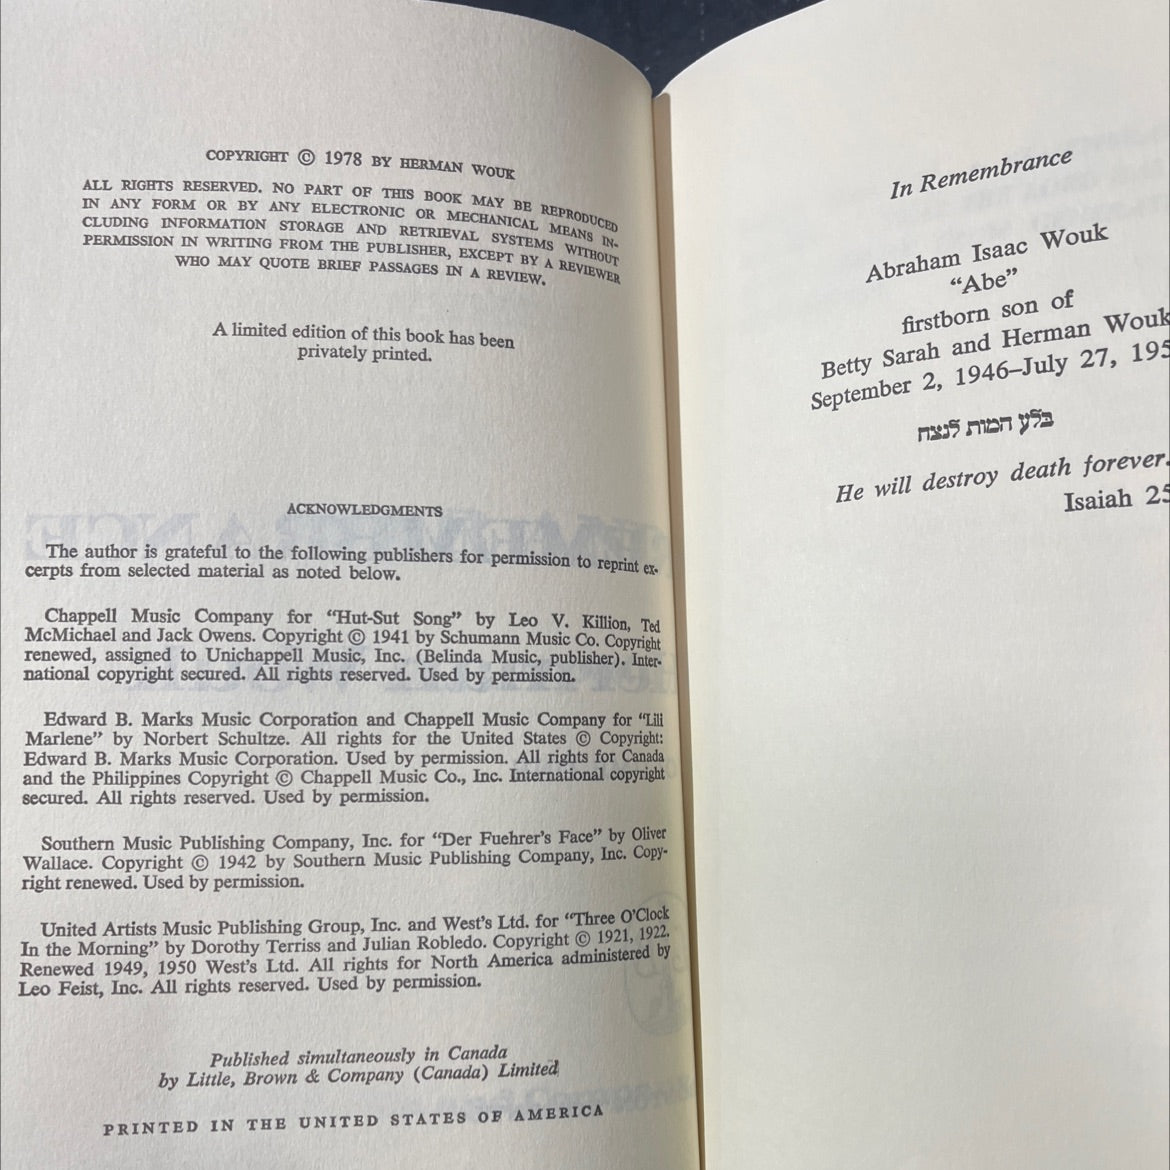 COPYRIGHT © 1978 BY HERMAN WOUK
ALL RIGHTS RESERVED. NO PART OF THIS BOOK MAY BE REPRODUCED
IN ANY FORM OR BY ANY ELECTRONIC OR MECHANICAL MEANS IN-
CLUDING INFORMATION STORAGE AND RETRIEVAL SYSTEMS WITHOUT
PERMISSION IN WRITING FROM THE PUBLISHER, EXCEPT BY A REVIEWER
WHO MAY QUOTE BRIEF PASSAGES IN A REVIEW.
A limited edition of this book has been
privately printed.
ACKNOWLEDGMENTS
The author is grateful to the following publishers for permission to reprint ex-
cerpts from selected material as noted below.
Chappell Music Company for "Hut-Sut Song" by Leo V. Killion, Ted
McMichael and Jack Owens. Copyright © 1941 by Schumann Music Co. Copyright
renewed, assigned to Unichappell Music, Inc. (Belinda Music, publisher). Inter-
national copyright secured. All rights reserved. Used by permission.
Edward B. Marks Music Corporation and Chappell Music Company for "Lili
Marlene" by Norbert Schultze. All rights for the United States © Copyright:
Edward B. Marks Music Corporation. Used by permission. All rights for Canada
and the Philippines Copyright © Chappell Music Co., Inc. International copyright
secured. All rights reserved. Used by permission.
Southern Music Publishing Company, Inc. for "Der Fuehrer's Face" by Oliver
Wallace. Copyright © 1942 by Southern Music Publishing Company, Inc. Copy-
right renewed. Used by permission.
United Artists Music Publishing Group, Inc. and West's Ltd. for "Three O'Clock
In the Morning" by Dorothy Terriss and Julian Robledo. Copyright © 1921, 1922.
Renewed 1949, 1950 West's Ltd. All rights for North America administered by
Leo Feist, Inc. All rights reserved. Used by permission.
Published simultaneously in Canada
by Little, Brown & Company (Canada) Limited
PRINTED IN THE UNITED STATES OF AMERICA
In Remembrance
Abraham Isaac Wouk
"Abe"
firstborn son of
Betty Sarah and Herman Wouk
September 2, 1946–July 27, 195
בלע המות לנצח
He will destroy death forever.
Isaiah 25